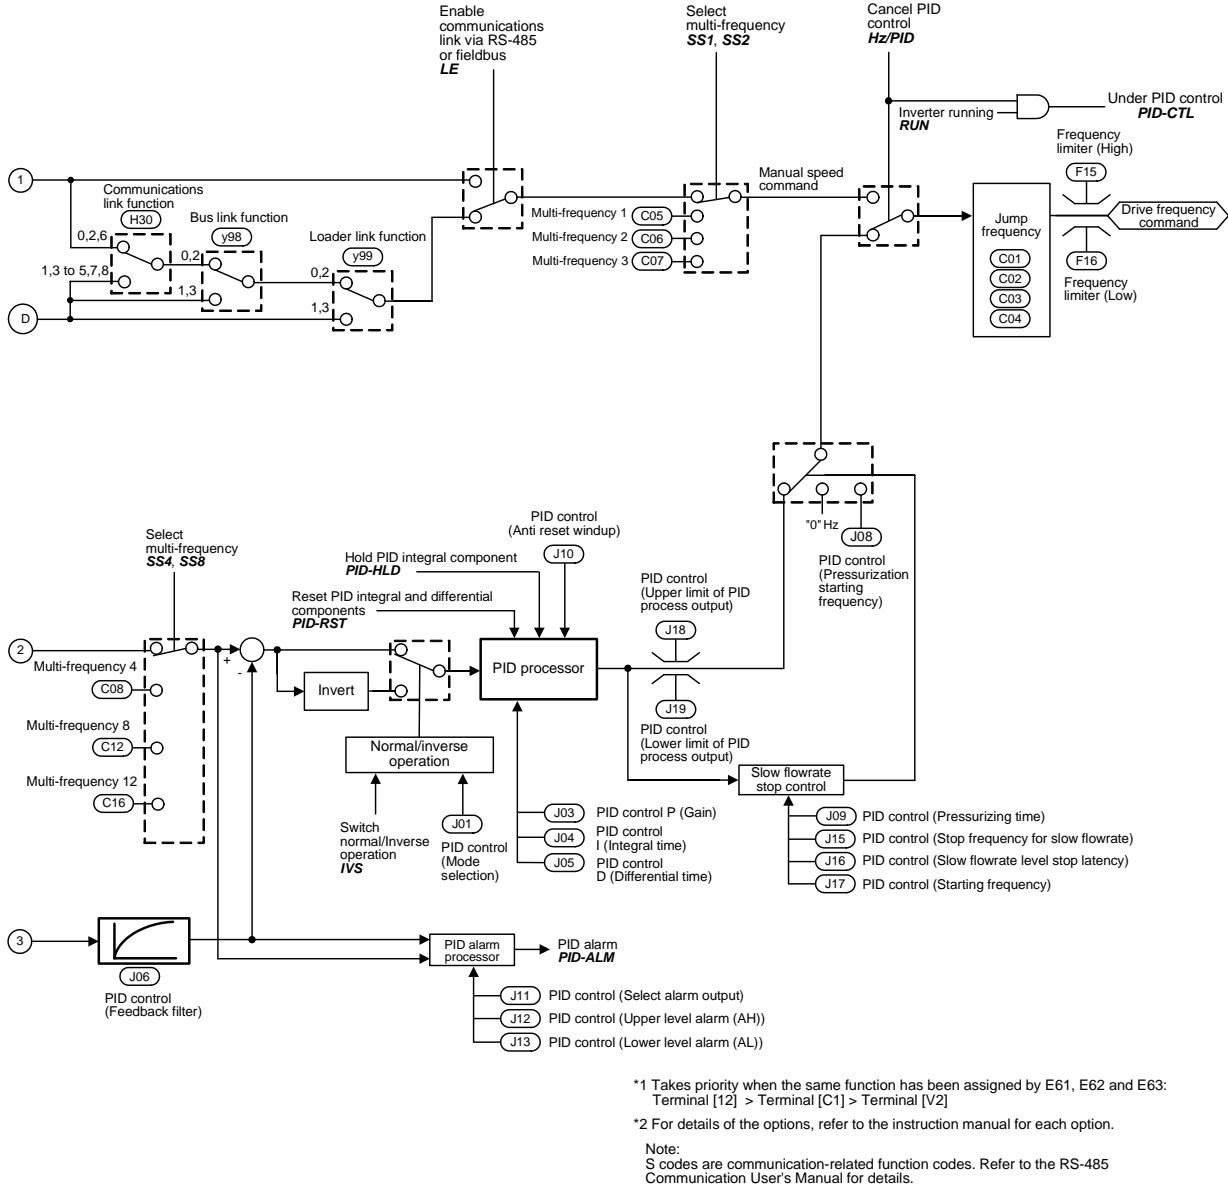 Enable
communications
link via RS-485
or fieldbus
LE
Select
multi-frequency
SS1, SS2
Cancel PID
control
Hz/PID
Inverter running
RUN
Under PID control
PID-CTL
Frequency
limiter (High)
F15
1
Communications
link function
H30
0,2,6
1,3 to 5,7,8
Bus link function
y98
0,2
1,3
Loader link function
y99
0,2
1,3
D
Multi-frequency 1
C05
Multi-frequency 2
C06
Multi-frequency 3
C07
Manual speed
command
Jump
frequency
C01
C02
C03
C04
Drive frequency
command
F16
Frequency
limiter (Low)
"0" Hz
J08
PID control
(Pressurization
starting
frequency)
Select
multi-frequency
SS4, SS8
PID control
(Anti reset windup)
J10
Hold PID integral component
PID-HLD
Reset PID integral and differential
components
PID-RST
PID control
(Upper limit of PID
process output)
J18
2
+
-
Multi-frequency 4
C08
Multi-frequency 8
C12
Multi-frequency 12
C16
Invert
PID processor
J19
PID control
(Lower limit of PID
process output)
Normal/inverse
operation
Slow flowrate
stop control
Switch
normal/Inverse
operation
IVS
J01
PID control
(Mode
selection)
J03 PID control P (Gain)
J04 PID control
I (Integral time)
J05 PID control
D (Differential time)
J09 PID control (Pressurizing time)
J15 PID control (Stop frequency for slow flowrate)
J16 PID control (Slow flowrate level stop latency)
J17 PID control (Starting frequency)
3
J06
PID control
(Feedback filter)
PID alarm
processor
PID alarm
PID-ALM
J11 PID control (Select alarm output)
J12 PID control (Upper level alarm (AH))
J13 PID control (Lower level alarm (AL))
*1 Takes priority when the same function has been assigned by E61, E62 and E63:
Terminal [12] > Terminal [C1] > Terminal [V2]
*2 For details of the options, refer to the instruction manual for each option.
Note:
S codes are communication-related function codes. Refer to the RS-485
Communication User's Manual for details.